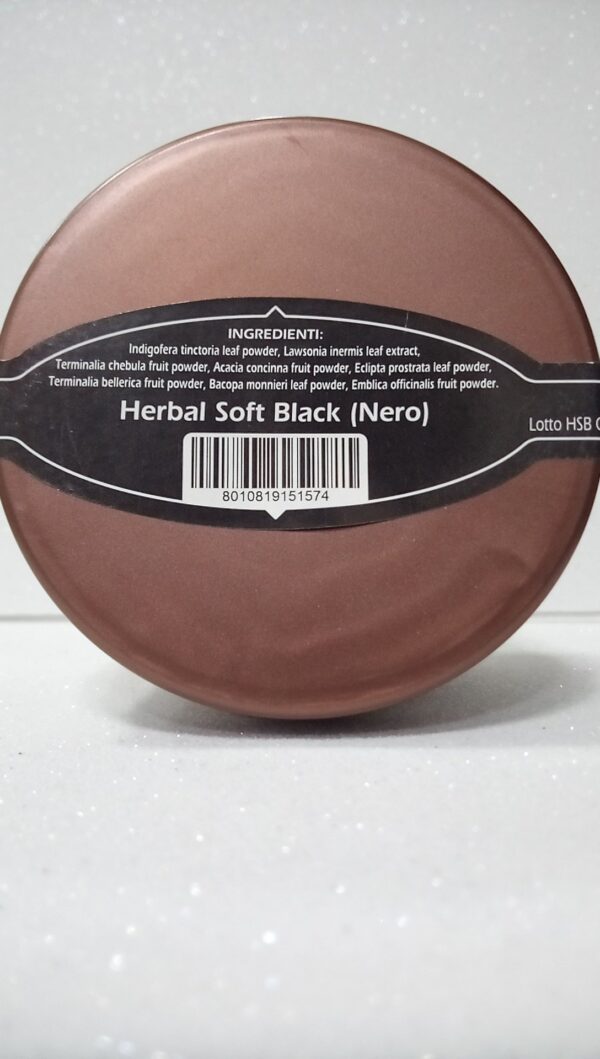 INGREDIENTI:
Indigofera tinctoria leaf powder, Lawsonia inermis leaf extract,
Terminalia chebula fruit powder, Acacia concinna fruit powder, Eclipta prostrata leaf powder,
Terminalia bellerica fruit powder, Bacopa monnieri leaf powder, Emblica officinalis fruit powder.
Herbal Soft Black (Nero)
Lotto HSB
8010819151574